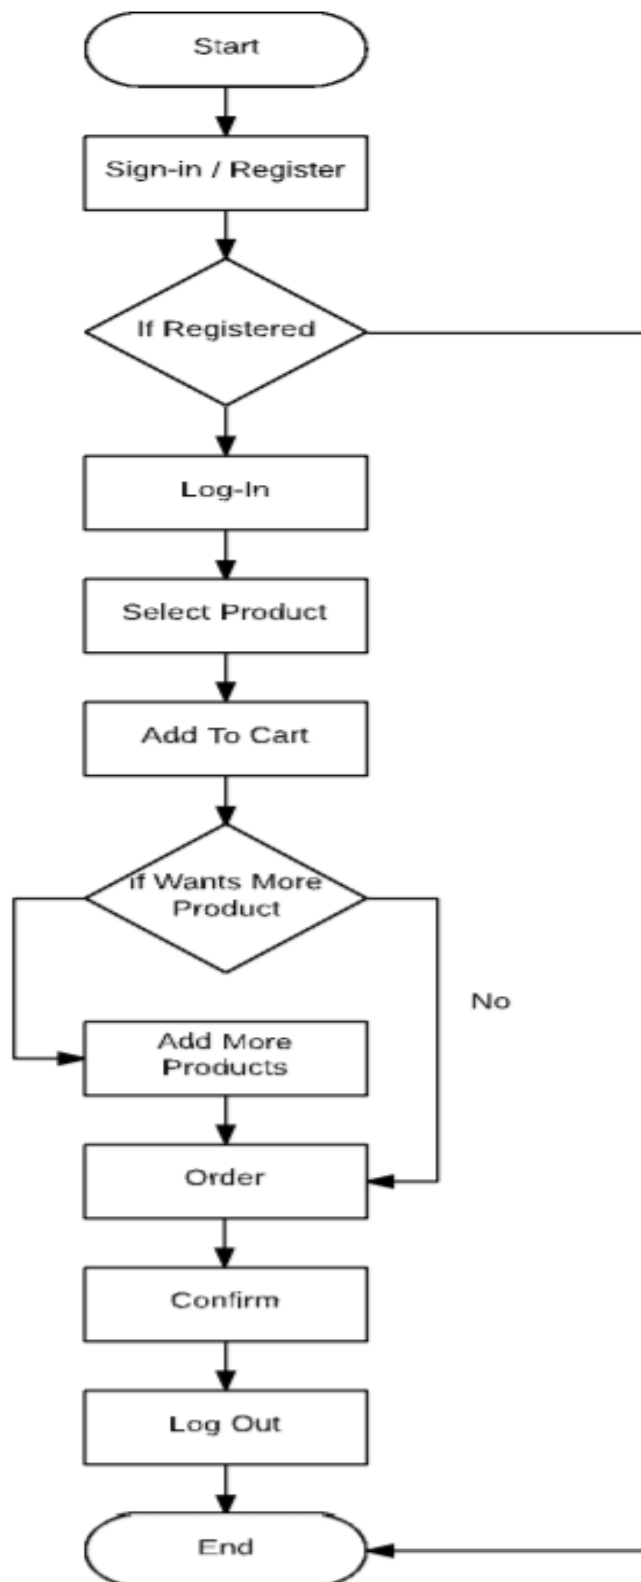 Start
Sign-in / Register
If Registered
Log-In
Select Product
Add To Cart
if Wants More
Product
No
Add More
Products
Order
Confirm
Log Out
End